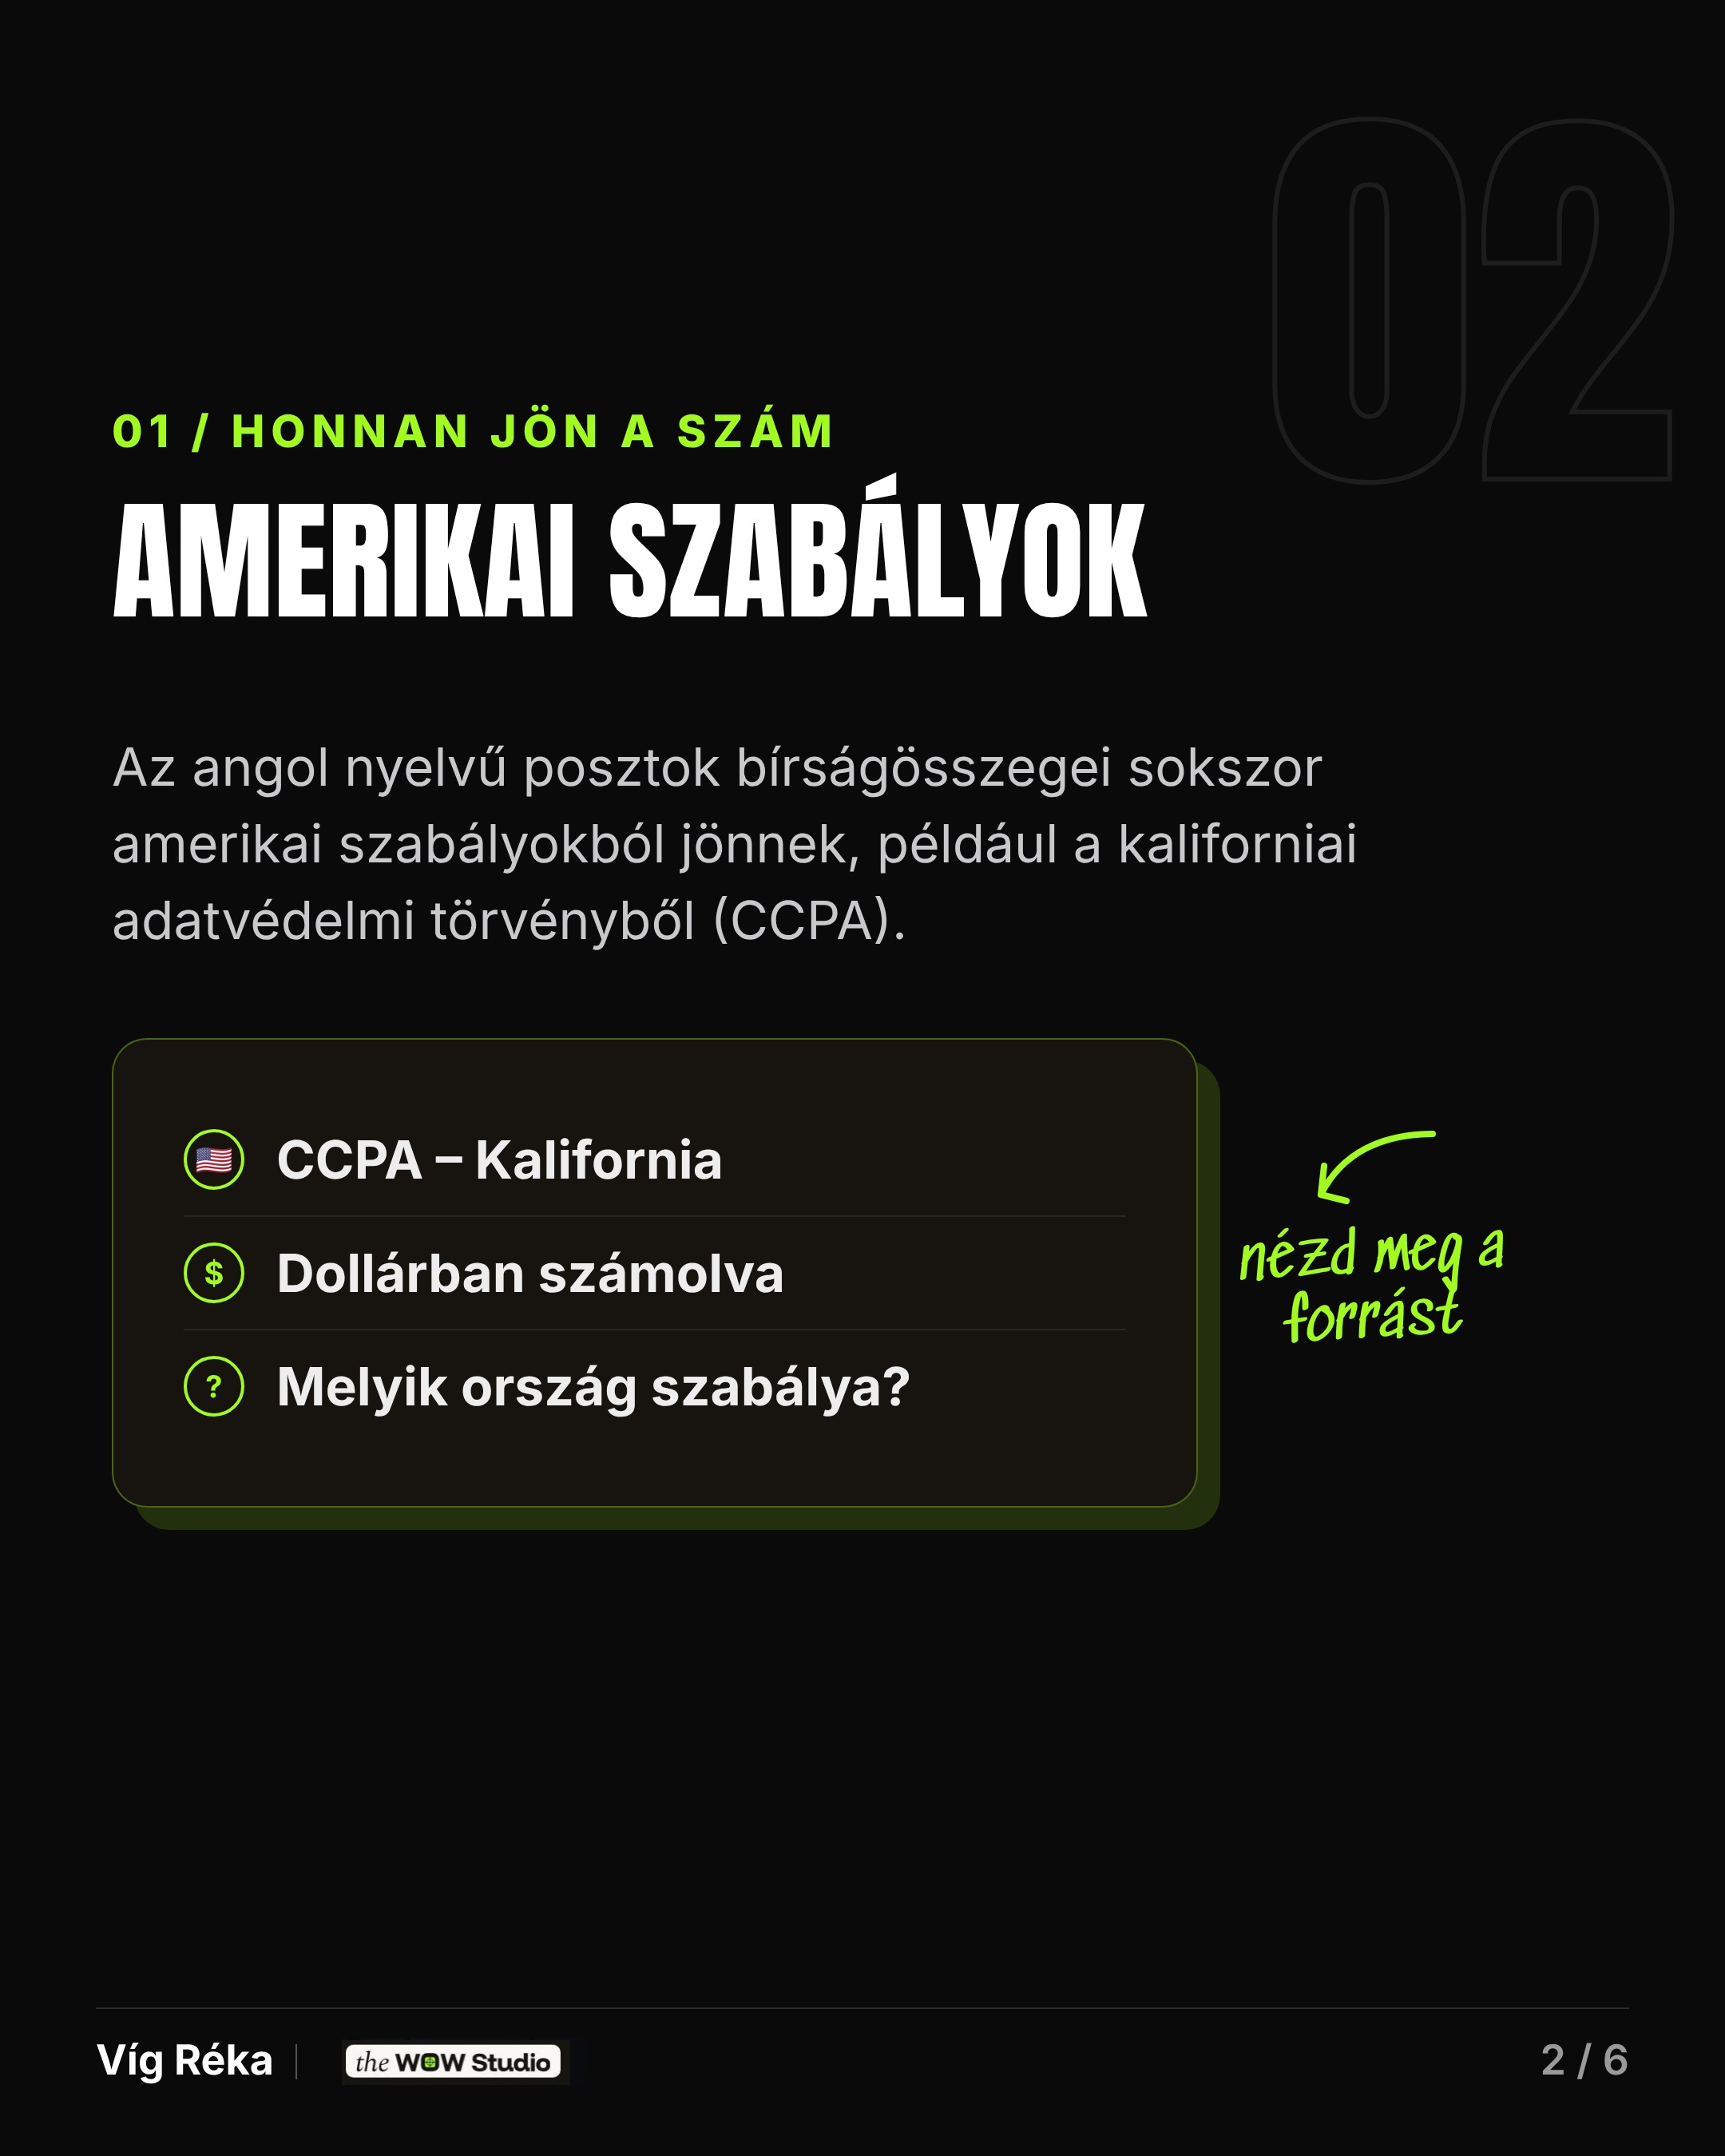 02
01 / HONNAN JÖN A SZÁM
AMERIKAI SZABÁLYOK
Az angol nyelvű posztok bírságösszegei sokszor
amerikai szabályokból jönnek, például a kaliforniai
adatvédelmi törvényből (CCPA).
CCPA – Kalifornia
$ Dollárban számolva
? Melyik ország szabálya?
nézd meg a
forrást
Víg Réka
the WOW Studio
2 / 6